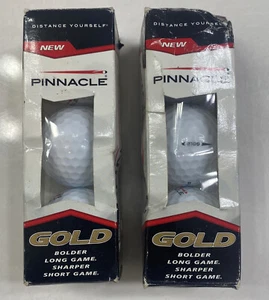 DISTANCE YOURSELF!
NEW
PINNACLE
GOLD
BOLDER
LONG GAME.
SHARPER
SHORT GAME.
DISTANCE YOURSELF!
NEW
PINNACLE
GOLD
BOLDER
LONG GAME.
SHARPER
SHORT GAME.